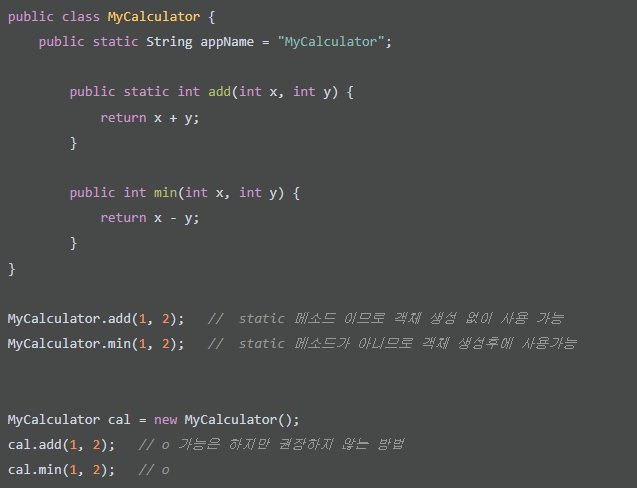 public class MyCalculator {
public static String appName = "MyCalculator";
public static int add(int x, int y) {
return x + y;
}
public int min(int x, int y) {
return x - y;
}
}
MyCalculator.add(1, 2);   //  static 메소드 이므로 객체 생성 없이 사용 가능
MyCalculator.min(1, 2);   //  static 메소드가 아니므로 객체 생성후에 사용가능
MyCalculator cal = new MyCalculator();
cal.add(1, 2);   // o 가능은 하지만 권장하지 않는 방법
cal.min(1, 2);   // o